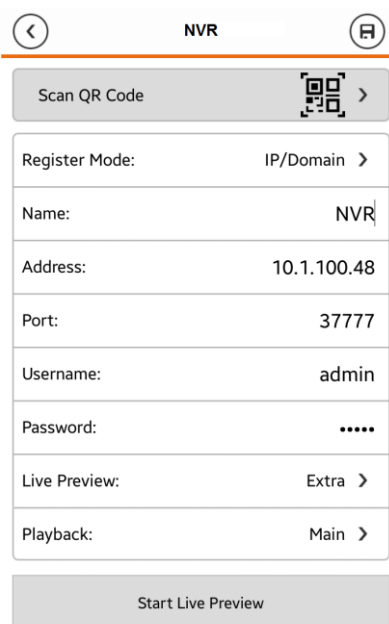 NVR
Scan QR Code
Register Mode: IP/Domain
Name: NVR
Address: 10.1.100.48
Port: 37777
Username: admin
Password: •••••
Live Preview: Extra
Playback: Main
Start Live Preview